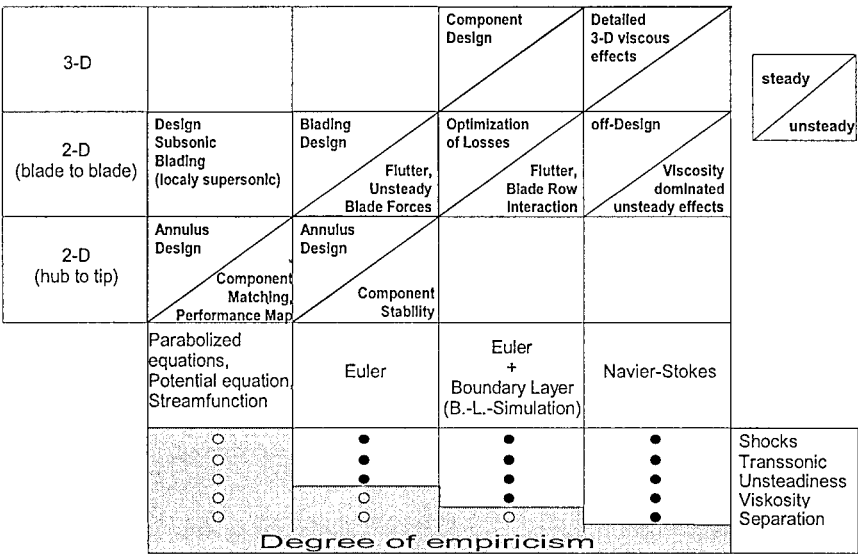 3-D
Component
Design
Detailed
3-D viscous
effects
steady
unsteady
2-D
(blade to blade)
Design
Subsonic
Blading
(localy supersonic)
Blading
Design
Flutter,
Unsteady
Blade Forces
Optimization
of Losses
Flutter,
Blade Row
Interaction
off-Design
Viscosity
dominated
unsteady effects
2-D
(hub to tip)
Annulus
Design
Component
Matching,
Performance Map
Annulus
Design
Component
Stability
Parabolized
equations,
Potential equation,
Streamfunction
Euler
Euler
+
Boundary Layer
(B.-L.-Simulation)
Navier-Stokes
Shocks
Transsonic
Unsteadiness
Viskosity
Separation
Degree of empiricism